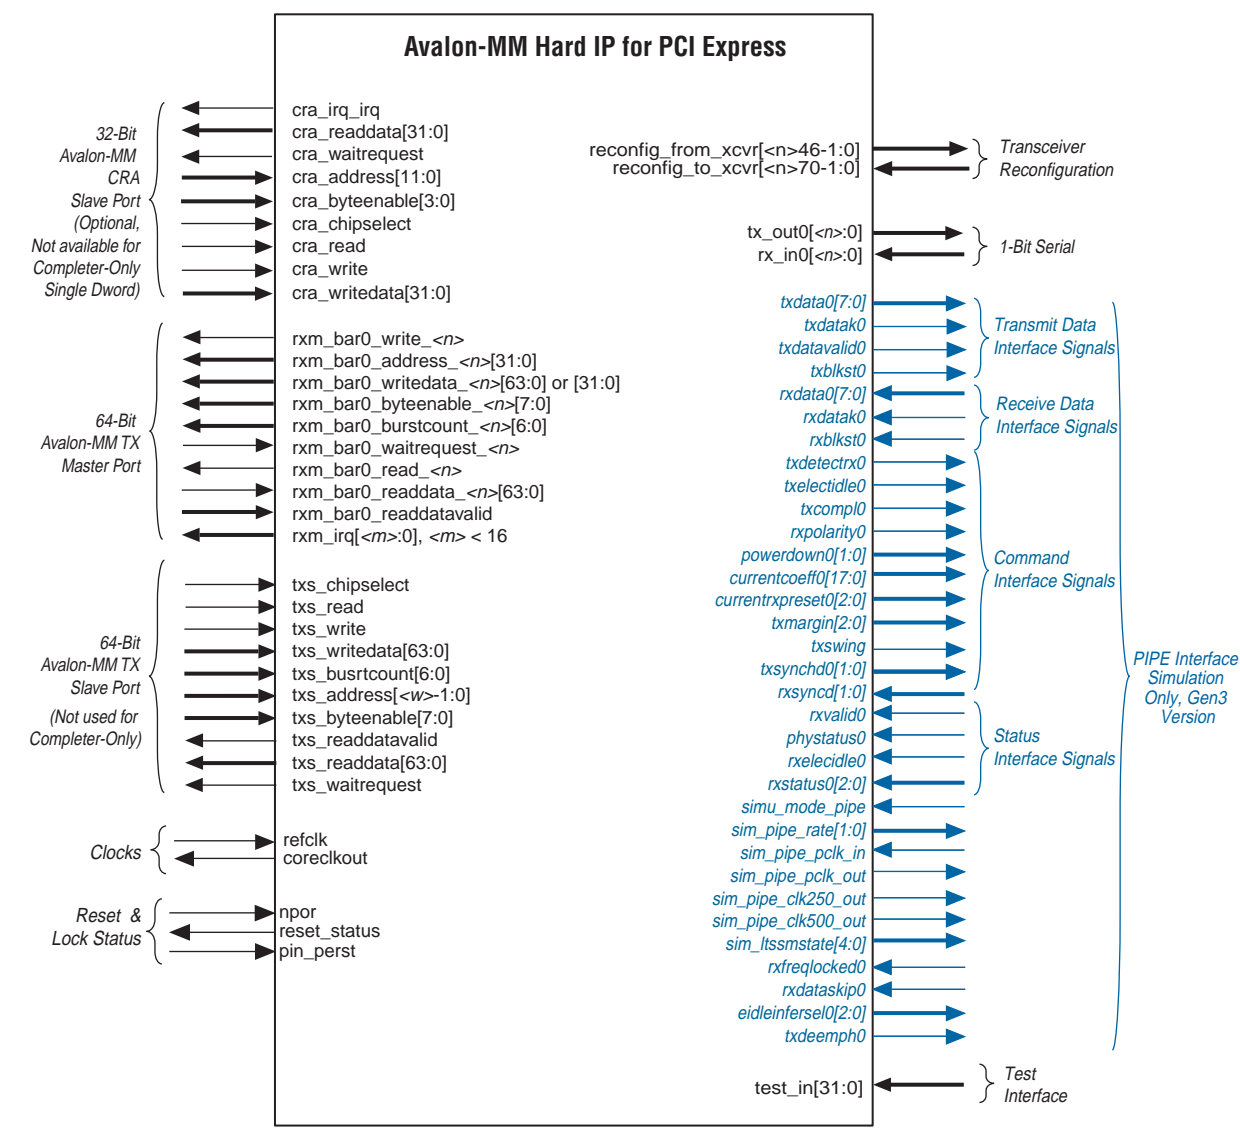 Avalon-MM Hard IP for PCI Express
32-Bit
Avalon-MM
CRA
Slave Port
(Optional,
Not available for
Completer-Only
Single Dword)
cra_irq_irq
cra_readdata[31:0]
cra_waitrequest
cra_address[11:0]
cra_byteenable[3:0]
cra_chipselect
cra_read
cra_write
cra_writedata[31:0]
64-Bit
Avalon-MM TX
Master Port
rxm_bar0_write_<n>
rxm_bar0_address_<n>[31:0]
rxm_bar0_writedata_<n>[63:0] or [31:0]
rxm_bar0_byteenable_<n>[7:0]
rxm_bar0_burstcount_<n>[6:0]
rxm_bar0_waitrequest_<n>
rxm_bar0_read_<n>
rxm_bar0_readdata_<n>[63:0]
rxm_bar0_readdatavalid
rxm_irq[<m>:0], <m> < 16
64-Bit
Avalon-MM TX
Slave Port
(Not used for
Completer-Only)
txs_chipselect
txs_read
txs_write
txs_writedata[63:0]
txs_busrtcount[6:0]
txs_address[<w>-1:0]
txs_byteenable[7:0]
txs_readdatavalid
txs_readdata[63:0]
txs_waitrequest
Clocks
refclk
coreclkout
Reset &
Lock Status
npor
reset_status
pin_perst
reconfig_from_xcvr[<n>46-1:0]
reconfig_to_xcvr[<n>70-1:0]
Transceiver
Reconfiguration
tx_out0[<n>:0]
rx_in0[<n>:0]
1-Bit Serial
txdata0[7:0]
txdatak0
txdatavalid0
txblkst0
Transmit Data
Interface Signals
rxdata0[7:0]
rxdatak0
rxblkst0
Receive Data
Interface Signals
txdetectrx0
txelectidle0
txcompl0
rxpolarity0
powerdown0[1:0]
currentcoeff0[17:0]
currentrxpreset0[2:0]
txmargin[2:0]
txswing
txsynchd0[1:0]
rxsyncd[1:0]
Command
Interface Signals
rxvalid0
phystatus0
rxelecidle0
rxstatus0[2:0]
Status
Interface Signals
simu_mode_pipe
sim_pipe_rate[1:0]
sim_pipe_pclk_in
sim_pipe_pclk_out
sim_pipe_clk250_out
sim_pipe_clk500_out
sim_ltssmstate[4:0]
rxfreqlocked0
rxdataskip0
eidleinfersel0[2:0]
txdeemph0
PIPE Interface
Simulation
Only, Gen3
Version
test_in[31:0]
Test
Interface